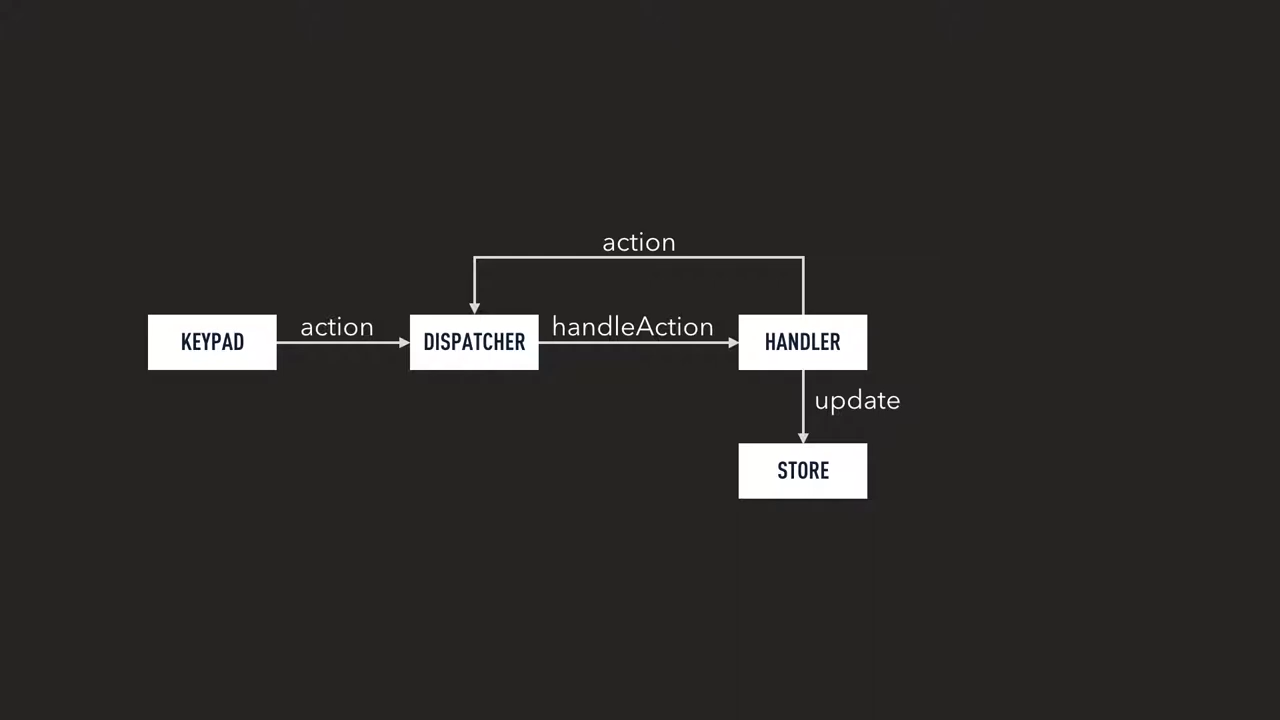 action
KEYPAD
action
DISPATCHER
handleAction
HANDLER
update
STORE